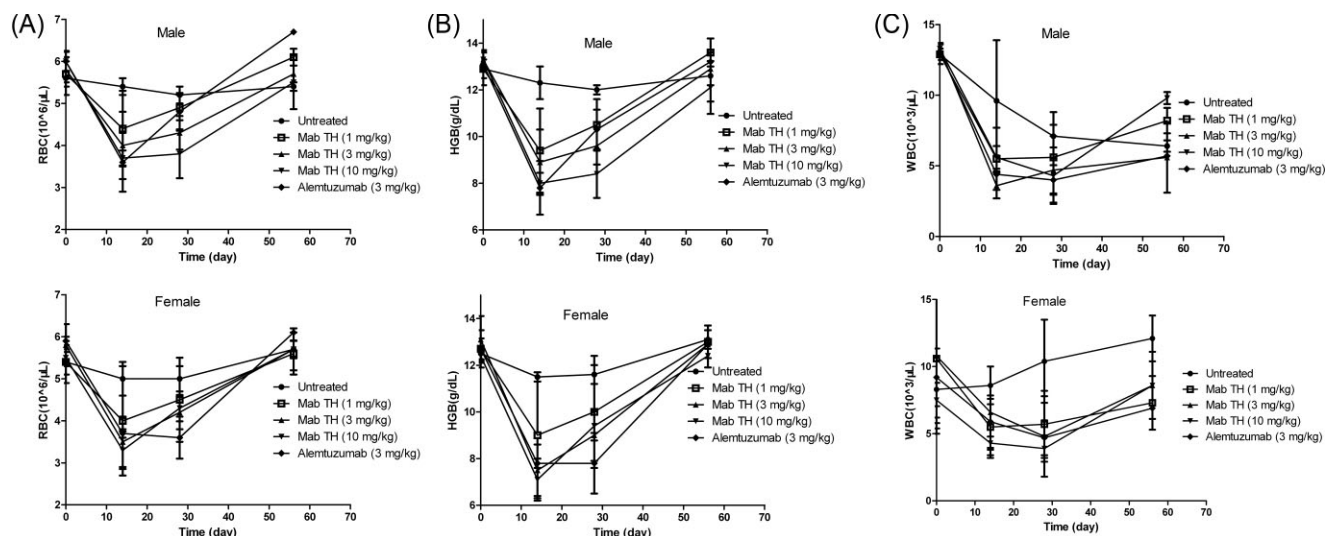 (A)
Male
RBC(10^6/µL)
7
6
5
4
3
2
0 10 20 30 40 50 60 70
Time (day)
Untreated
Mab TH (1 mg/kg)
Mab TH (3 mg/kg)
Mab TH (10 mg/kg)
Alemtuzumab (3 mg/kg)
(B)
Male
HGB(g/dL)
14
12
10
8
6
0 10 20 30 40 50 60 70
Time (day)
Untreated
Mab TH (1 mg/kg)
Mab TH (3 mg/kg)
Mab TH (10 mg/kg)
Alemtuzumab (3 mg/kg)
(C)
Male
WBC(10^3/µL)
15
10
5
0
0 10 20 30 40 50 60 70
Time (day)
Untreated
Mab TH (1 mg/kg)
Mab TH (3 mg/kg)
Mab TH (10 mg/kg)
Alemtuzumab (3 mg/kg)
Female
RBC(10^6/µL)
7
6
5
4
3
2
0 10 20 30 40 50 60 70
Time (day)
Untreated
Mab TH (1 mg/kg)
Mab TH (3 mg/kg)
Mab TH (10 mg/kg)
Alemtuzumab (3 mg/kg)
Female
HGB(g/dL)
14
12
10
8
6
0 10 20 30 40 50 60 70
Time (day)
Untreated
Mab TH (1 mg/kg)
Mab TH (3 mg/kg)
Mab TH (10 mg/kg)
Alemtuzumab (3 mg/kg)
Female
WBC(10^3/µL)
15
10
5
0
0 10 20 30 40 50 60 70
Time (day)
Untreated
Mab TH (1 mg/kg)
Mab TH (3 mg/kg)
Mab TH (10 mg/kg)
Alemtuzumab (3 mg/kg)